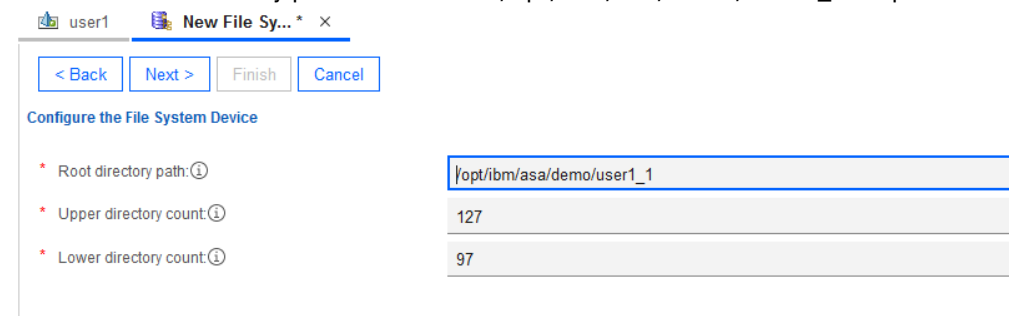 user1 New File Sy... * ×
< Back Next > Finish Cancel
Configure the File System Device
* Root directory path: /opt/ibm/asa/demo/user1_1
* Upper directory count: 127
* Lower directory count: 97